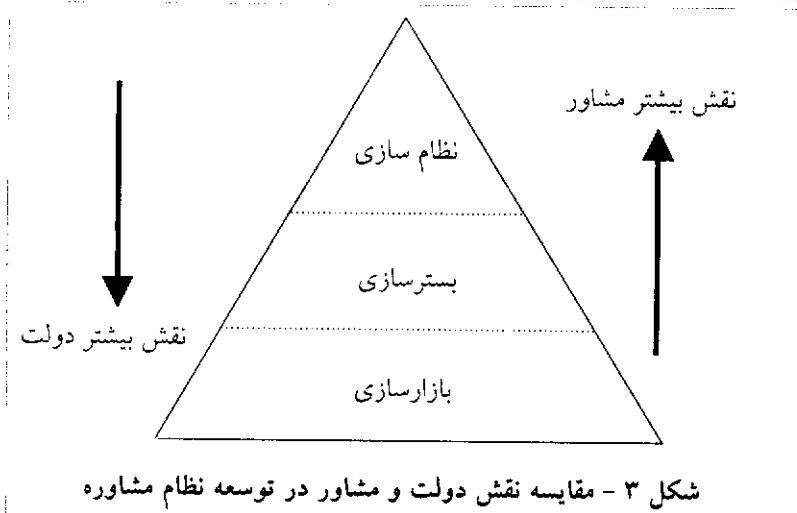 نقش بیشتر مشاور
نظام سازی
بسترسازی
نقش بیشتر دولت
بازارسازی
شکل ۳ - مقایسه نقش دولت و مشاور در توسعه نظام مشاوره